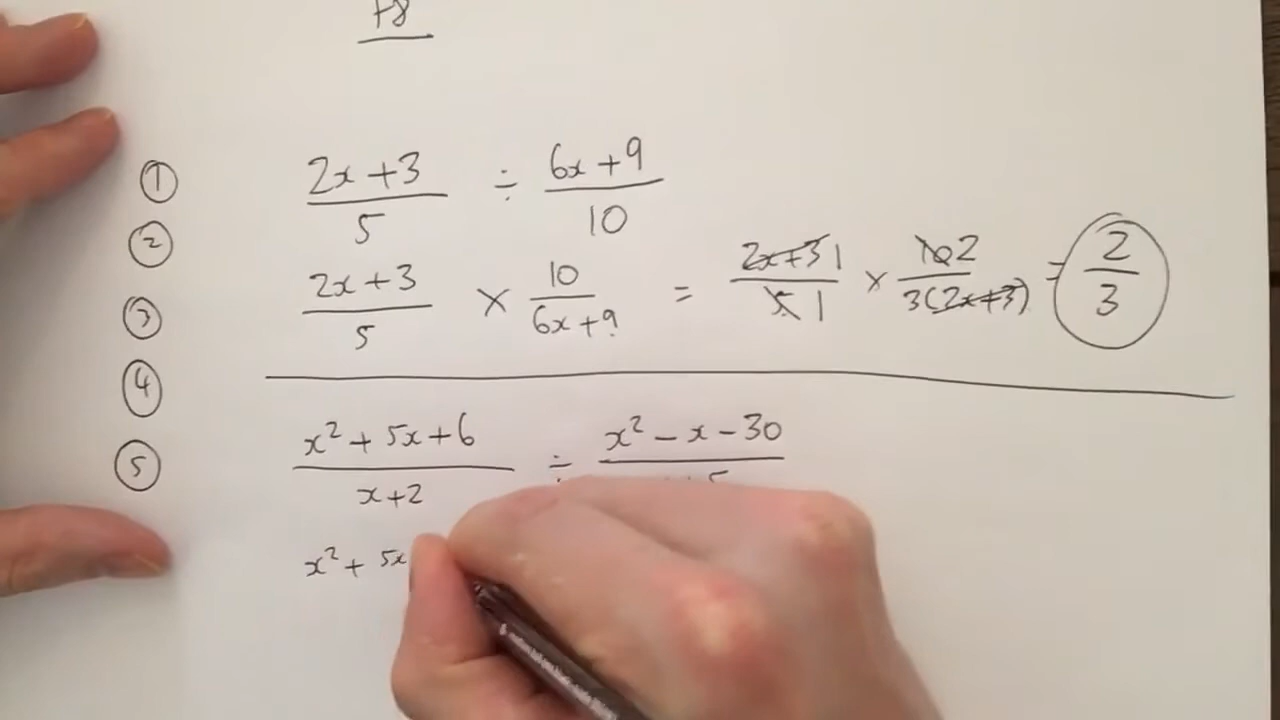 +8
① 2x + 3 / 5 ÷ 6x + 9 / 10
② 2x + 3 / 5 × 10 / 6x + 9 = 2x+3 1 / 5 1 × 10 2 / 3(2x+3) = 2 / 3
③
④
x² + 5x + 6 / x + 2 ÷ x² - x - 30 /
⑤
x² + 5x